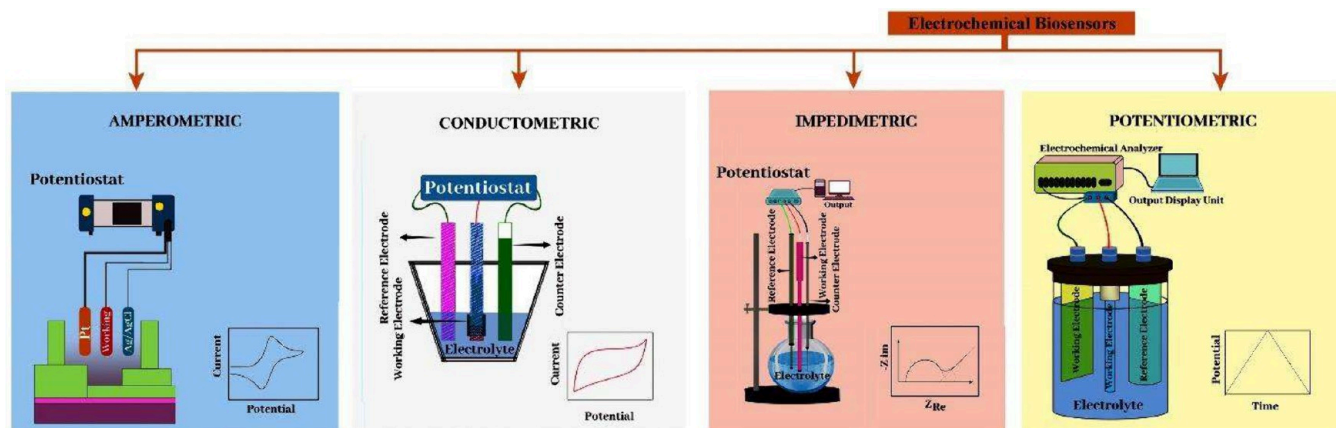 Electrochemical Biosensors
AMPEROMETRIC
Potentiostat
Pt
Working
Ag/AgCl
Current
Potential
CONDUCTOMETRIC
Potentiostat
Reference Electrode
Working Electrode
Counter Electrode
Electrolyte
Current
Potential
IMPEDIMETRIC
Potentiostat
Output
Reference Electrode
Working Electrode
Counter Electrode
Electrolyte
-Z Im
ZRe
POTENTIOMETRIC
Electrochemical Analyzer
Output Display Unit
Working Electrode
Working Electrode
Reference Electrode
Electrolyte
Potential
Time